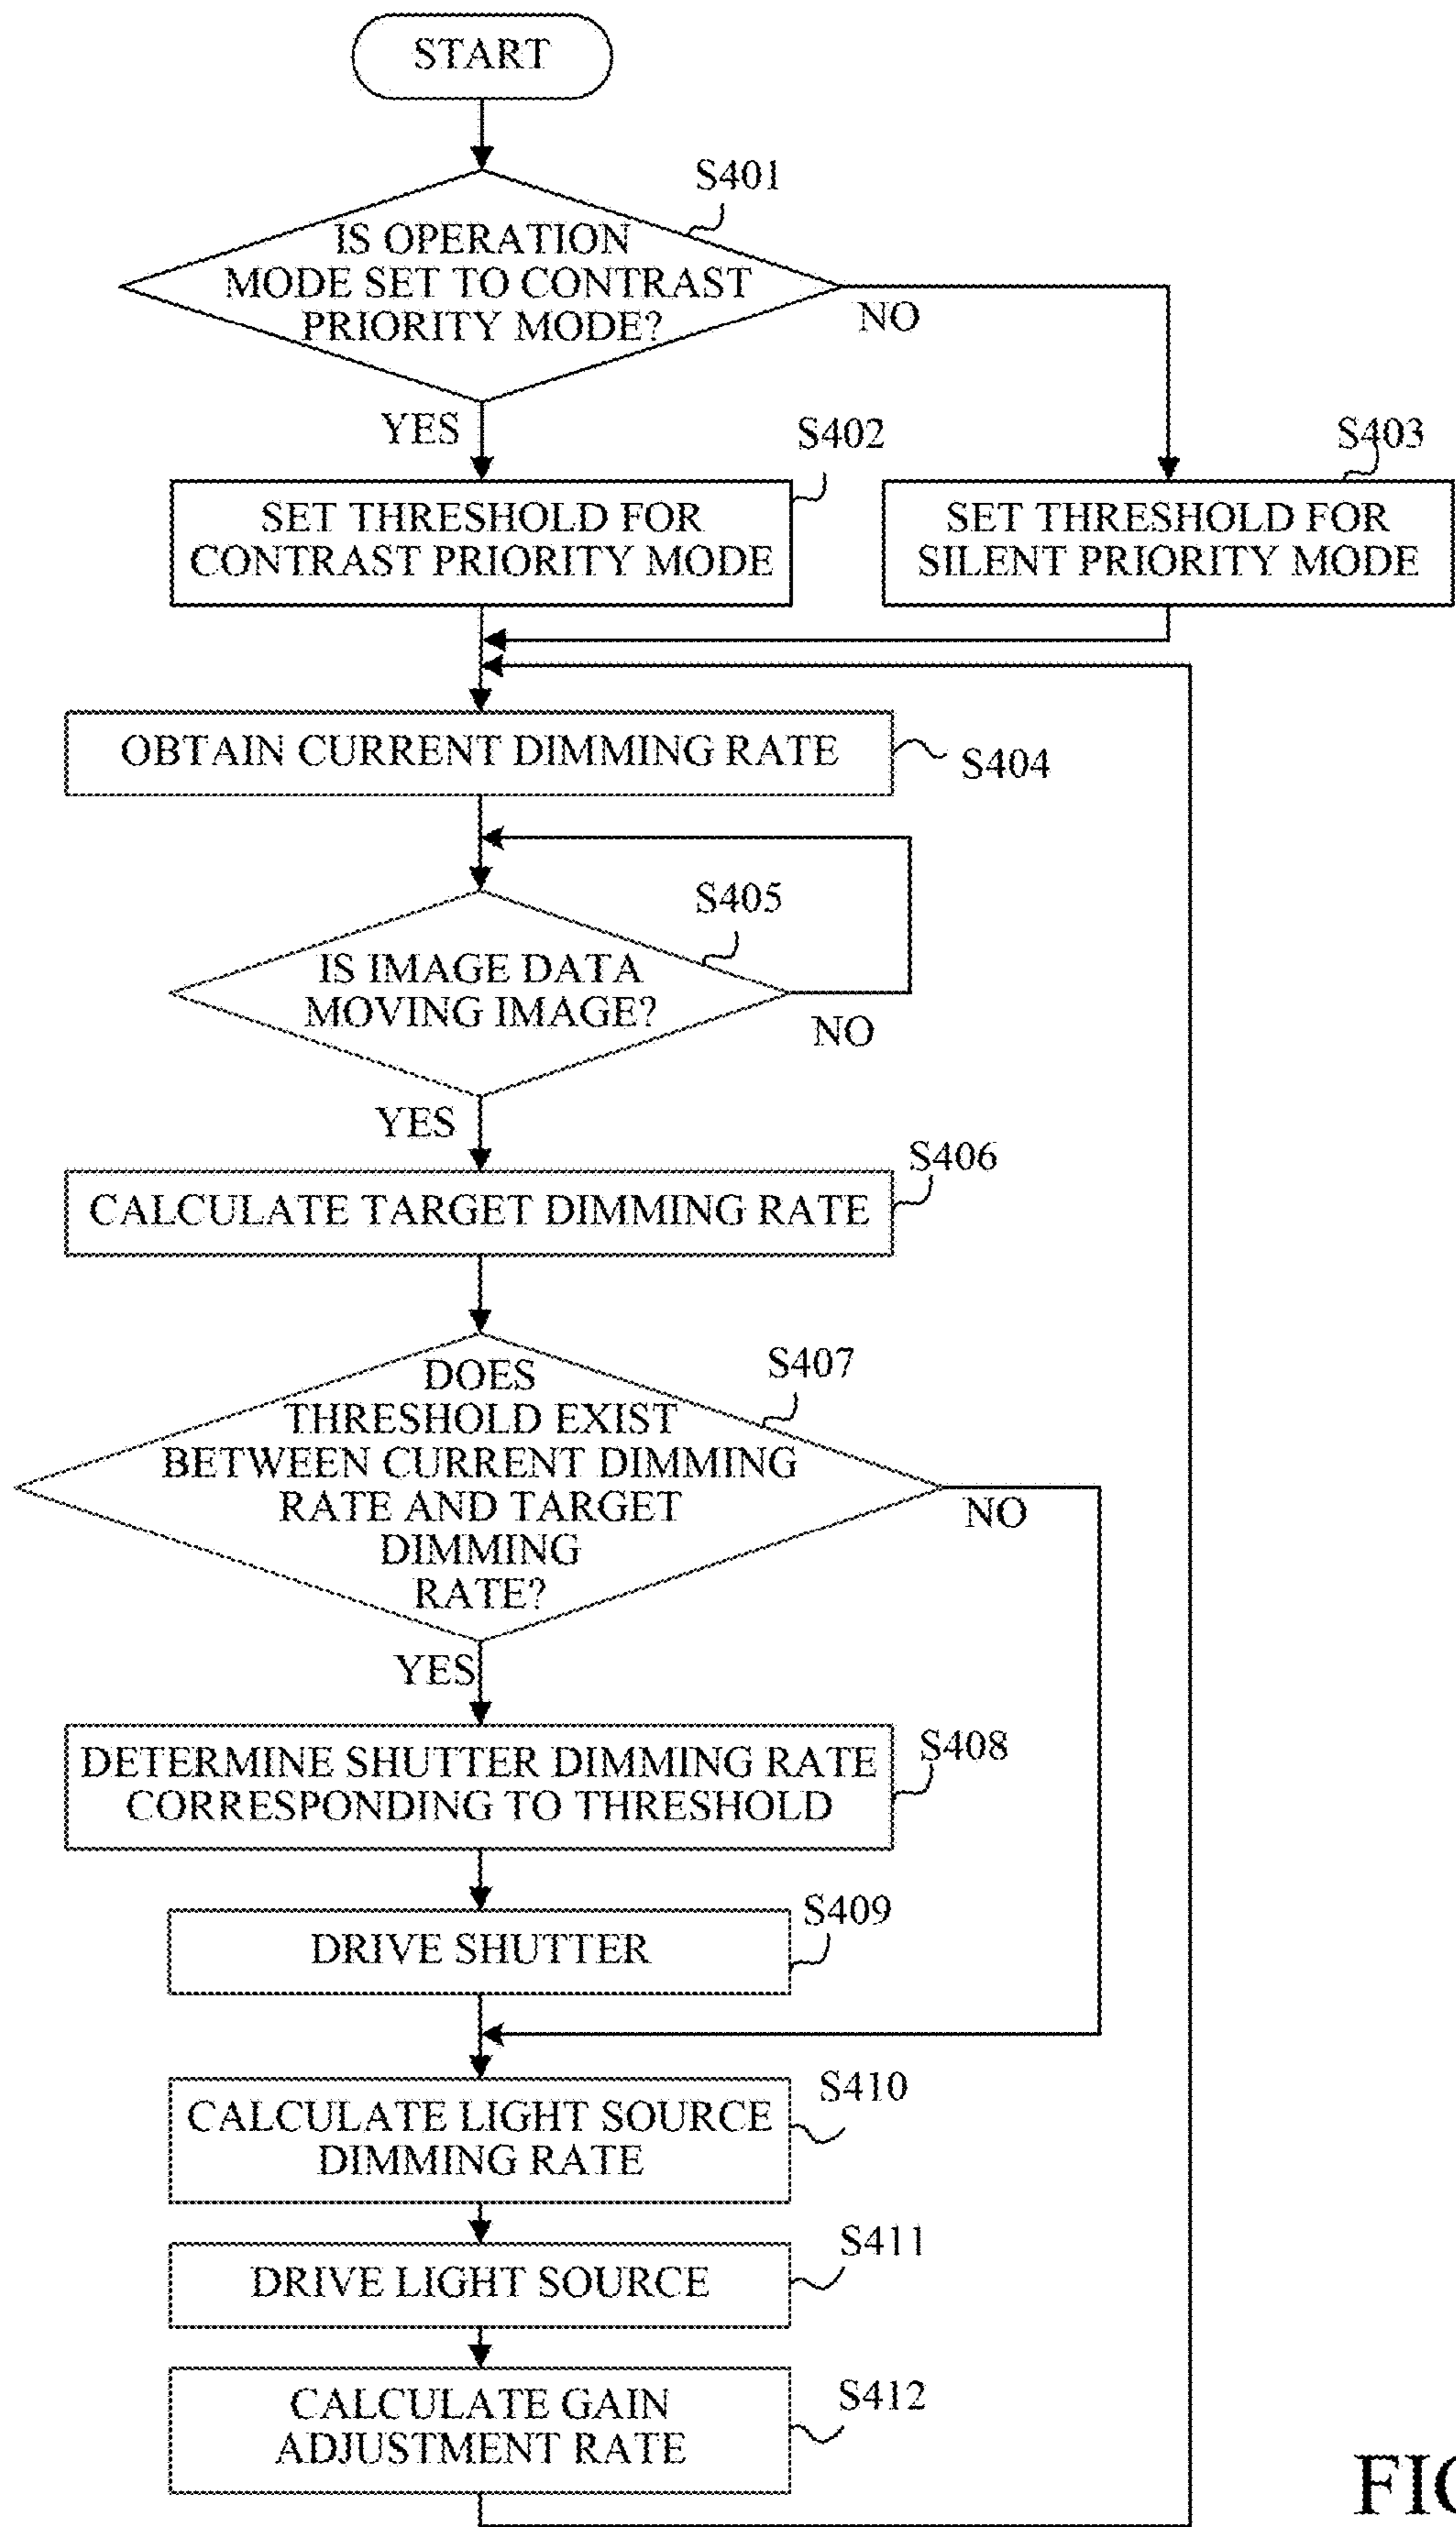 START
S401
IS OPERATION
MODE SET TO CONTRAST
PRIORITY MODE?
NO
YES
S402
S403
SET THRESHOLD FOR
CONTRAST PRIORITY MODE
SET THRESHOLD FOR
SILENT PRIORITY MODE
OBTAIN CURRENT DIMMING RATE
S404
S405
IS IMAGE DATA
MOVING IMAGE?
NO
YES
S406
CALCULATE TARGET DIMMING RATE
S407
DOES
THRESHOLD EXIST
BETWEEN CURRENT DIMMING
RATE AND TARGET
DIMMING
RATE?
NO
YES
S408
DETERMINE SHUTTER DIMMING RATE
CORRESPONDING TO THRESHOLD
S409
DRIVE SHUTTER
S410
CALCULATE LIGHT SOURCE
DIMMING RATE
S411
DRIVE LIGHT SOURCE
S412
CALCULATE GAIN
ADJUSTMENT RATE